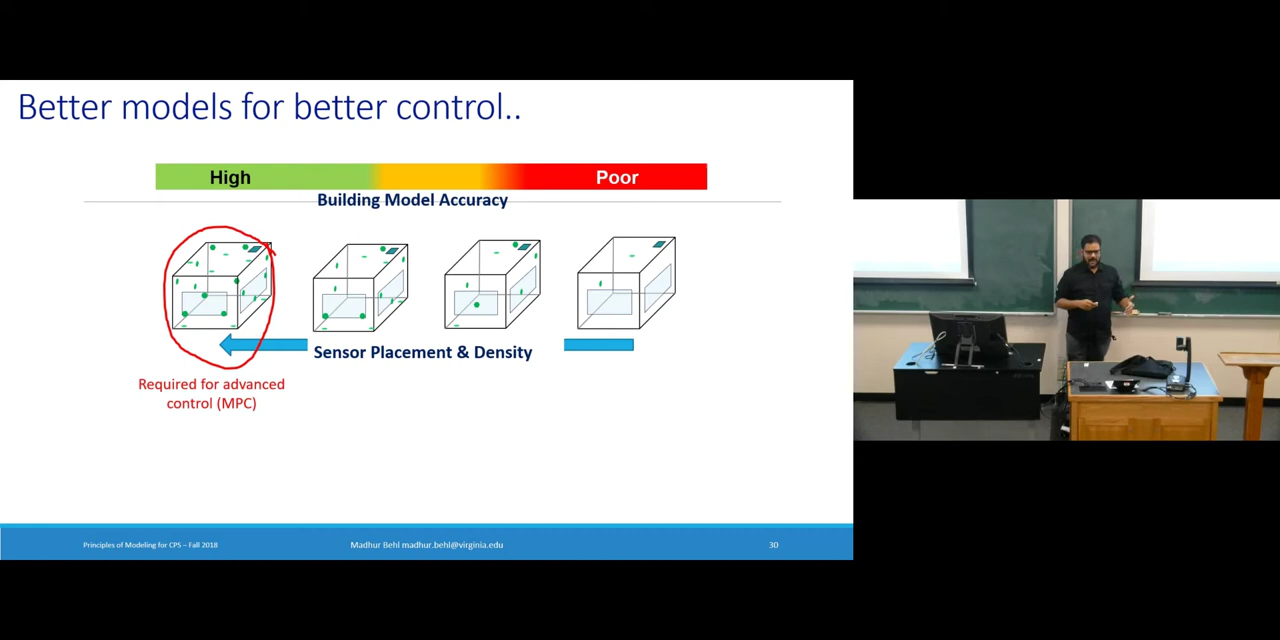 Better models for better control..
High
Poor
Building Model Accuracy
Sensor Placement & Density
Required for advanced
control (MPC)
Principles of Modeling for CPS – Fall 2018
Madhur Behl madhur.behl@virginia.edu
30